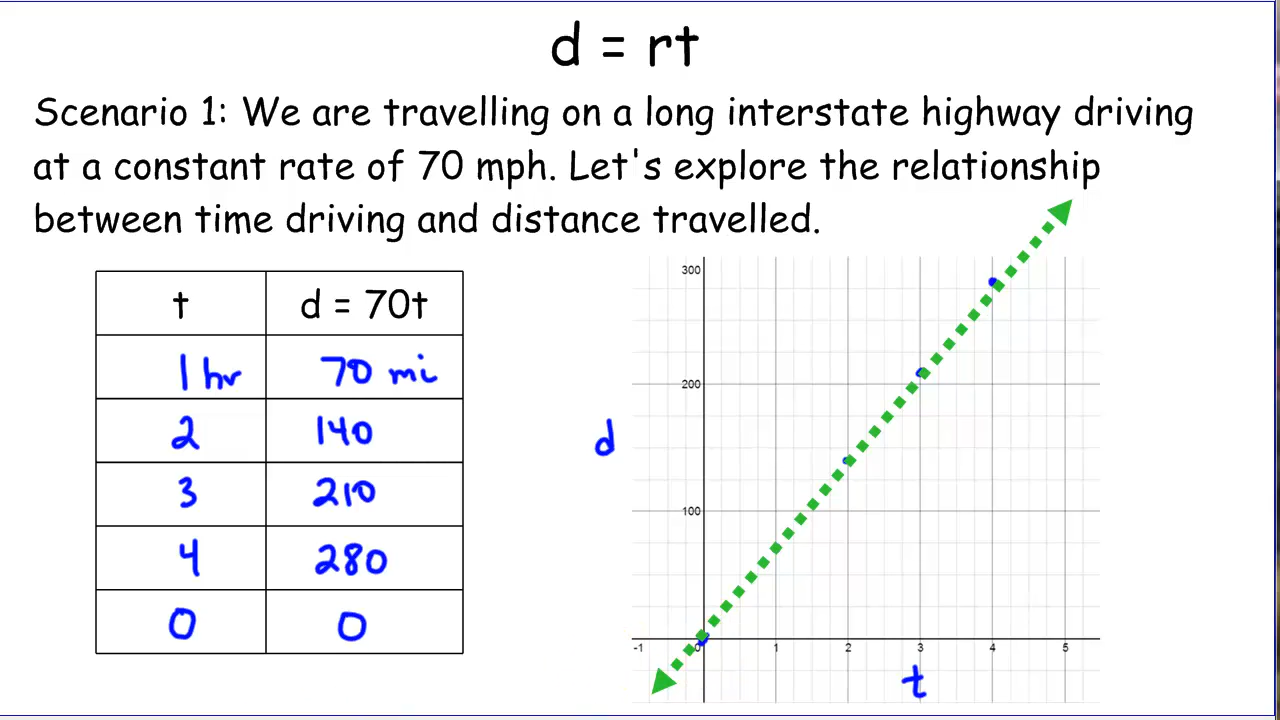 d = rt
Scenario 1: We are travelling on a long interstate highway driving
at a constant rate of 70 mph. Let's explore the relationship
between time driving and distance travelled.
t d = 70t
1 hr 70 mi
2 140
3 210
4 280
0 0
300
200
d
100
-1 0 1 2 3 4 5
t